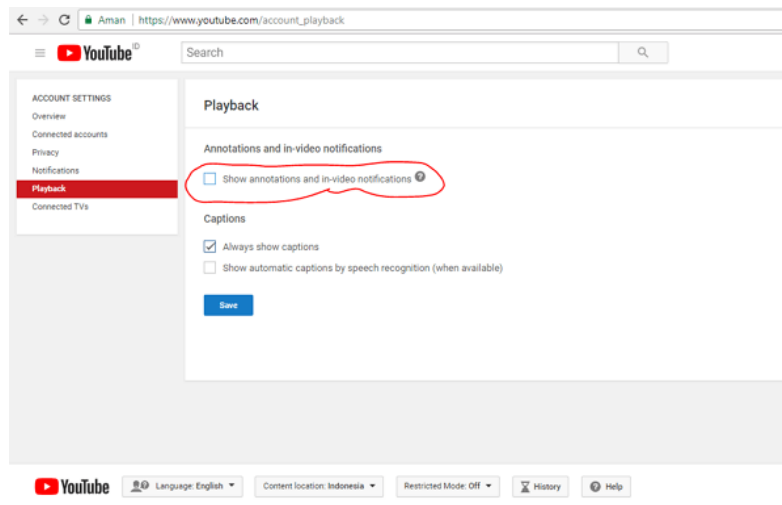 Aman | https://www.youtube.com/account_playback
YouTube ID
Search
ACCOUNT SETTINGS
Overview
Connected accounts
Privacy
Notifications
Playback
Connected TVs
Playback
Annotations and in-video notifications
Show annotations and in-video notifications ?
Captions
Always show captions
Show automatic captions by speech recognition (when available)
Save
YouTube
Language: English
Content location: Indonesia
Restricted Mode: Off
History
? Help